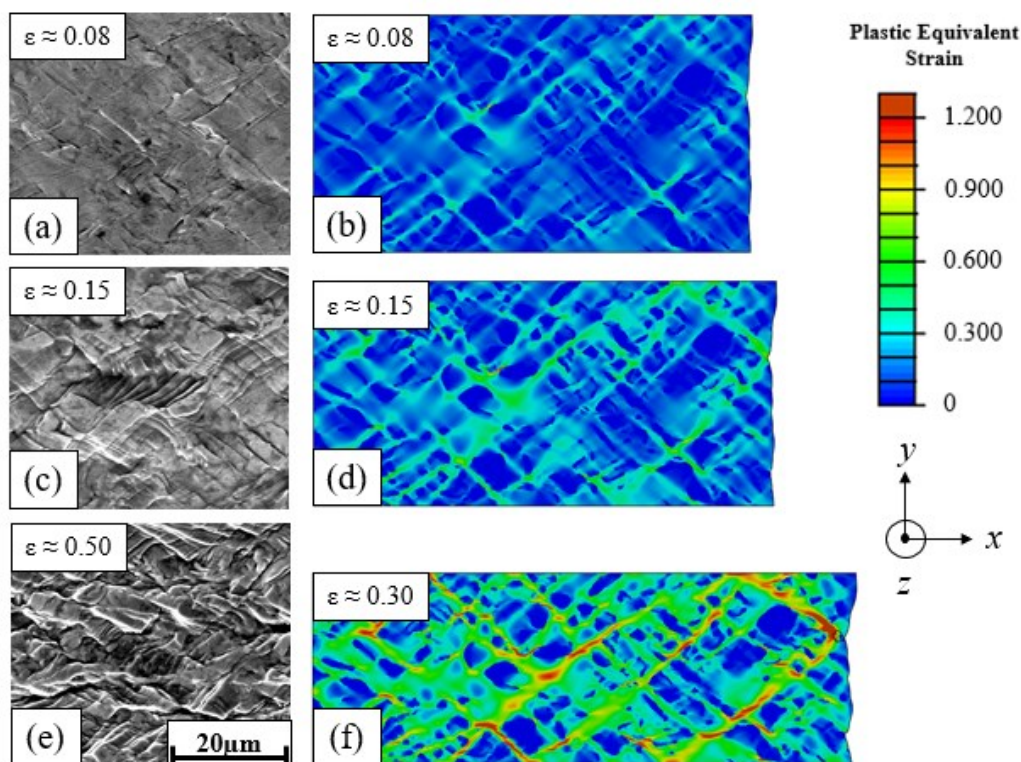 ε ≈ 0.08
(a)
ε ≈ 0.08
(b)
Plastic Equivalent
Strain
1.200
0.900
0.600
0.300
0
ε ≈ 0.15
(c)
ε ≈ 0.15
(d)
y
x
z
ε ≈ 0.50
(e)
20μm
ε ≈ 0.30
(f)